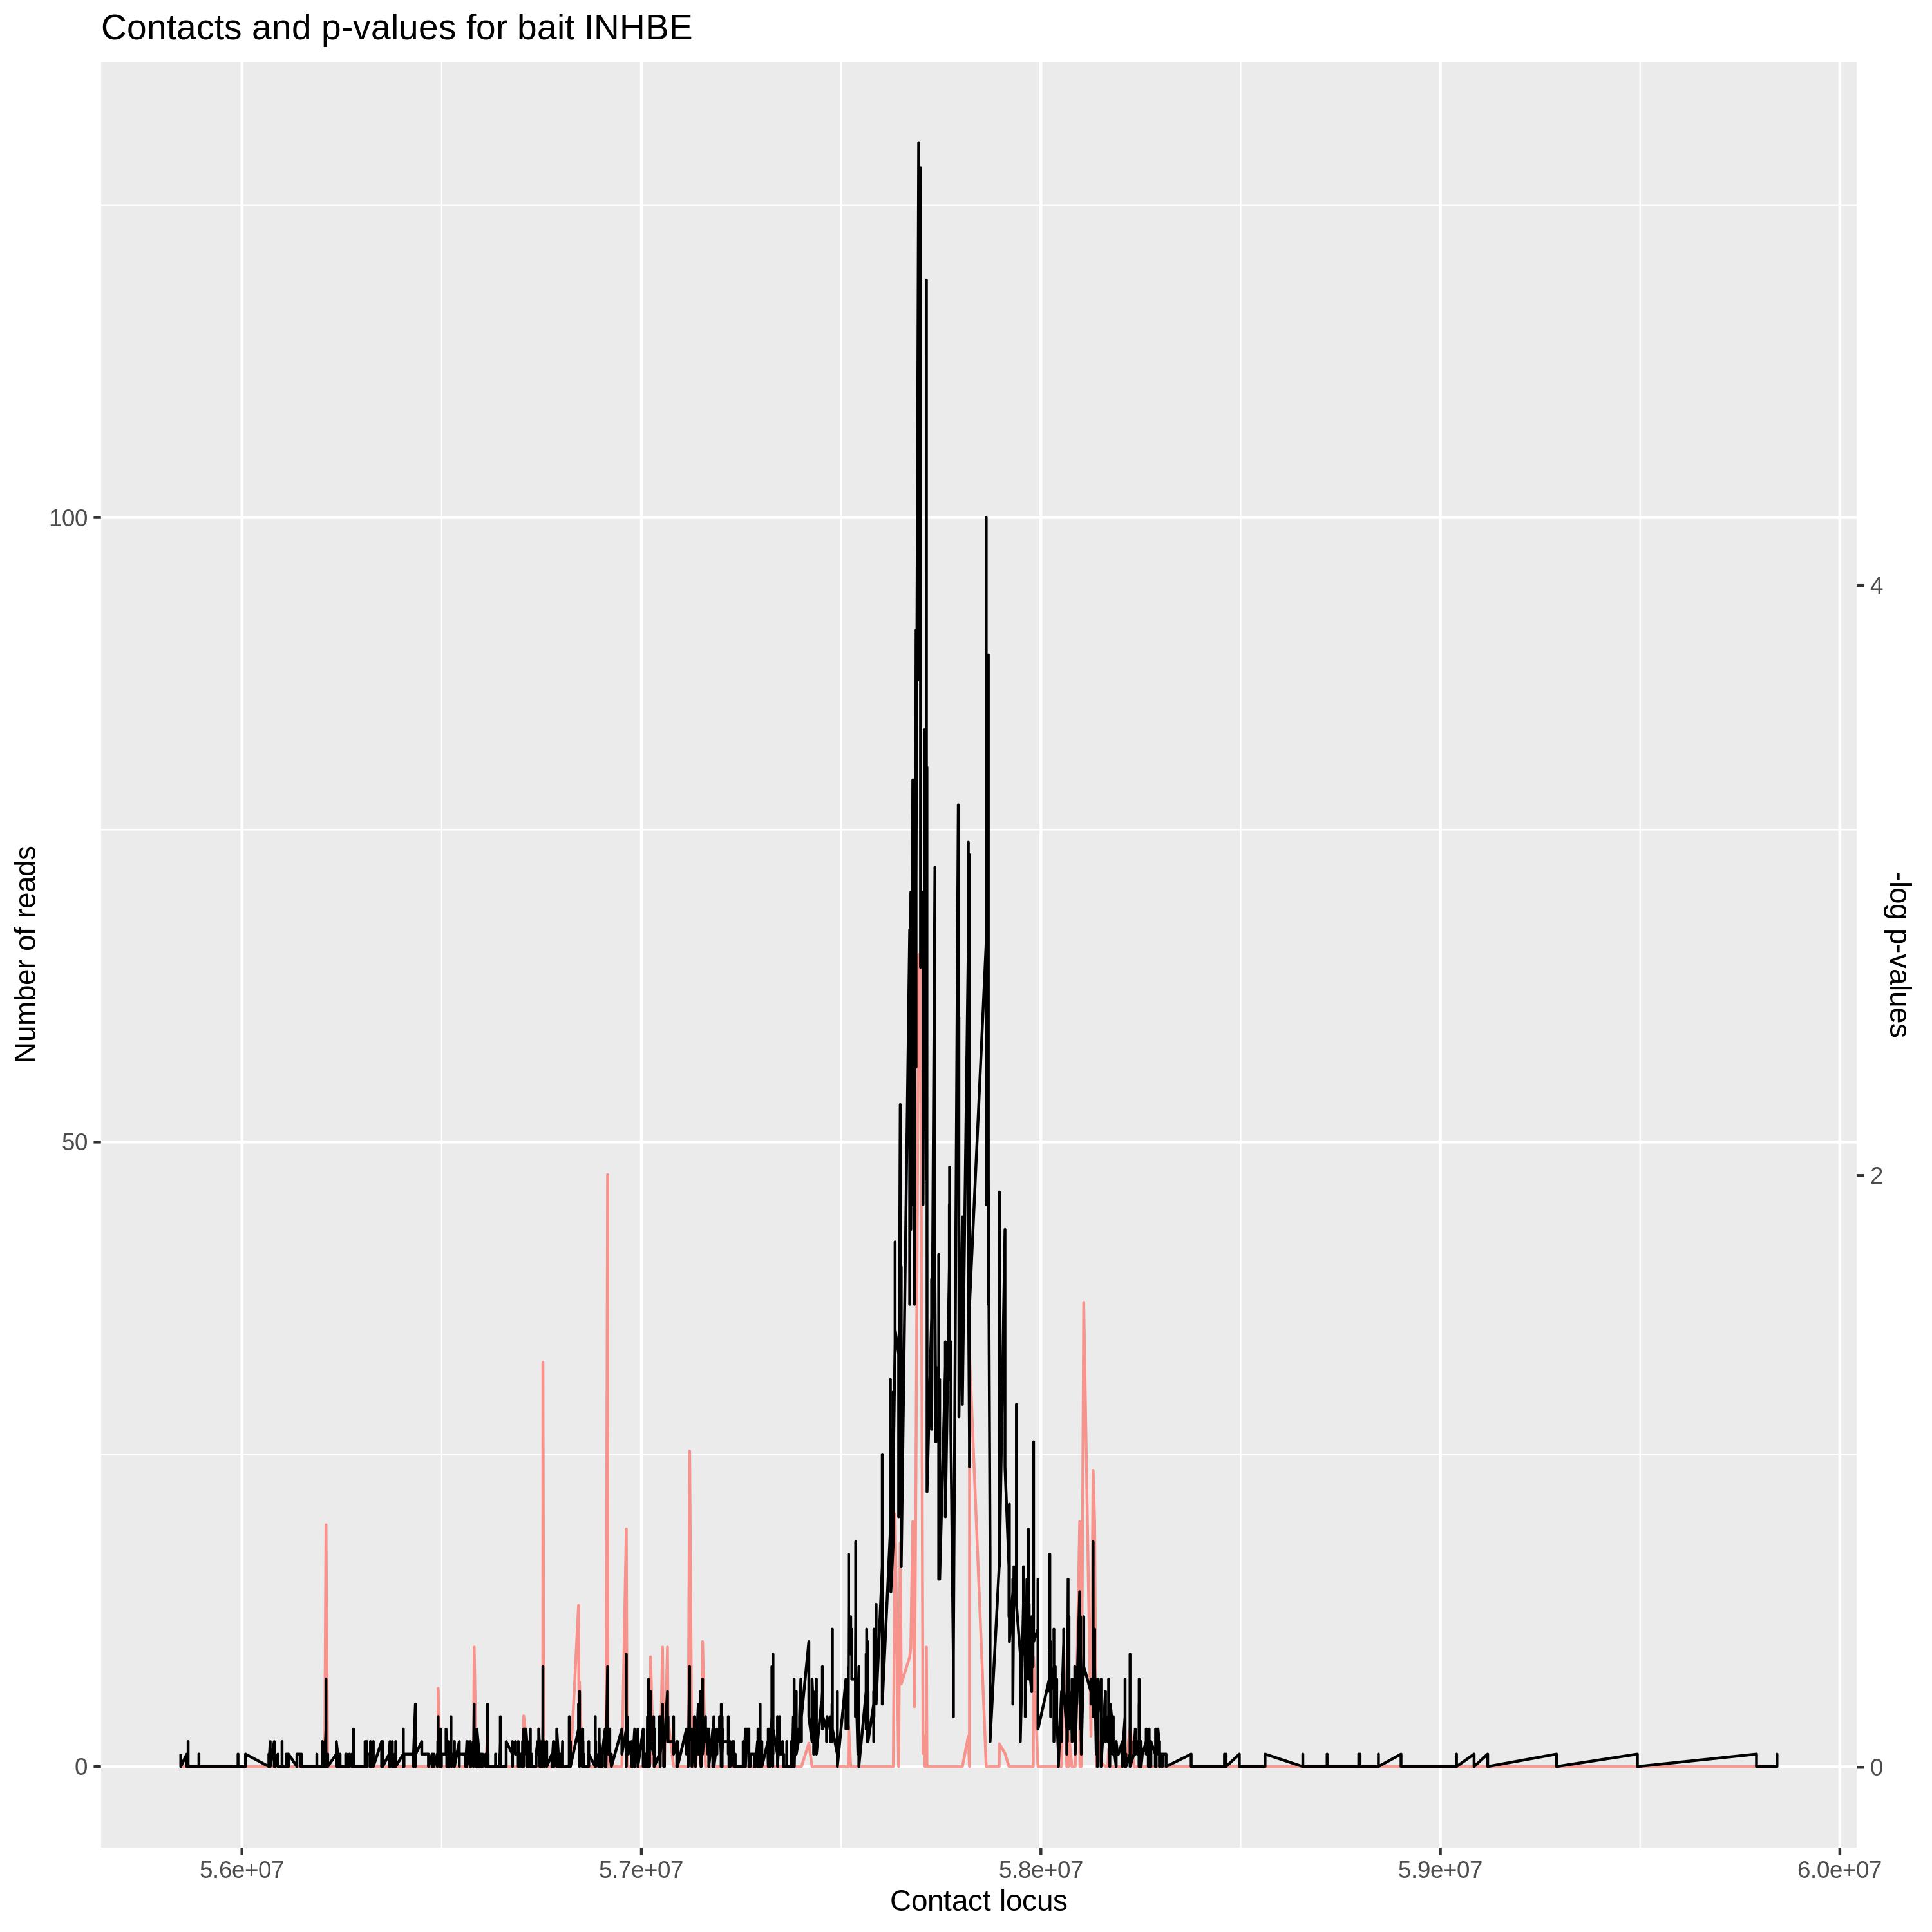 Contacts and p-values for bait INHBE
Number of reads
100
50
0
4
2
0
-log p-values
5.6e+07 5.7e+07 5.8e+07 5.9e+07 6.0e+07
Contact locus